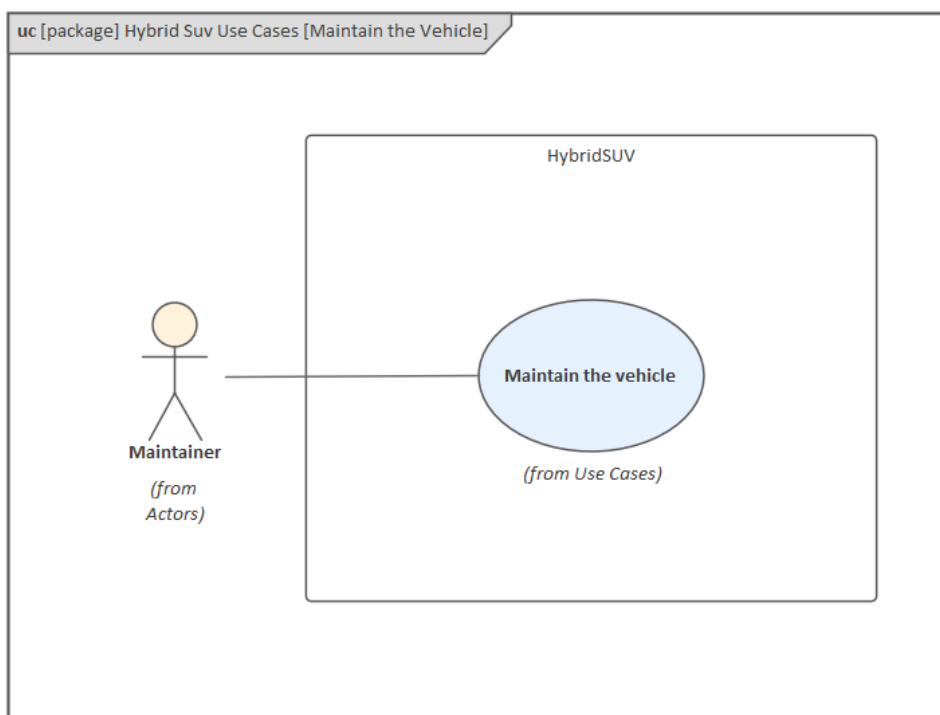 uc [package] Hybrid Suv Use Cases [Maintain the Vehicle]
HybridSUV
Maintain the vehicle
(from Use Cases)
Maintainer
(from
Actors)